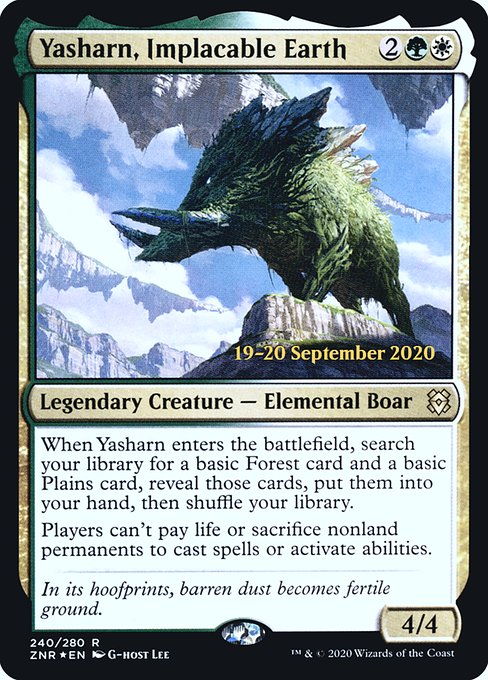 Yasharn, Implacable Earth 2
19–20 September 2020
Legendary Creature — Elemental Boar
When Yasharn enters the battlefield, search
your library for a basic Forest card and a basic
Plains card, reveal those cards, put them into
your hand, then shuffle your library.
Players can't pay life or sacrifice nonland
permanents to cast spells or activate abilities.
In its hoofprints, barren dust becomes fertile
ground.
4/4
240/280 R
ZNR ★ EN G-host Lee
™ & © 2020 Wizards of the Coast